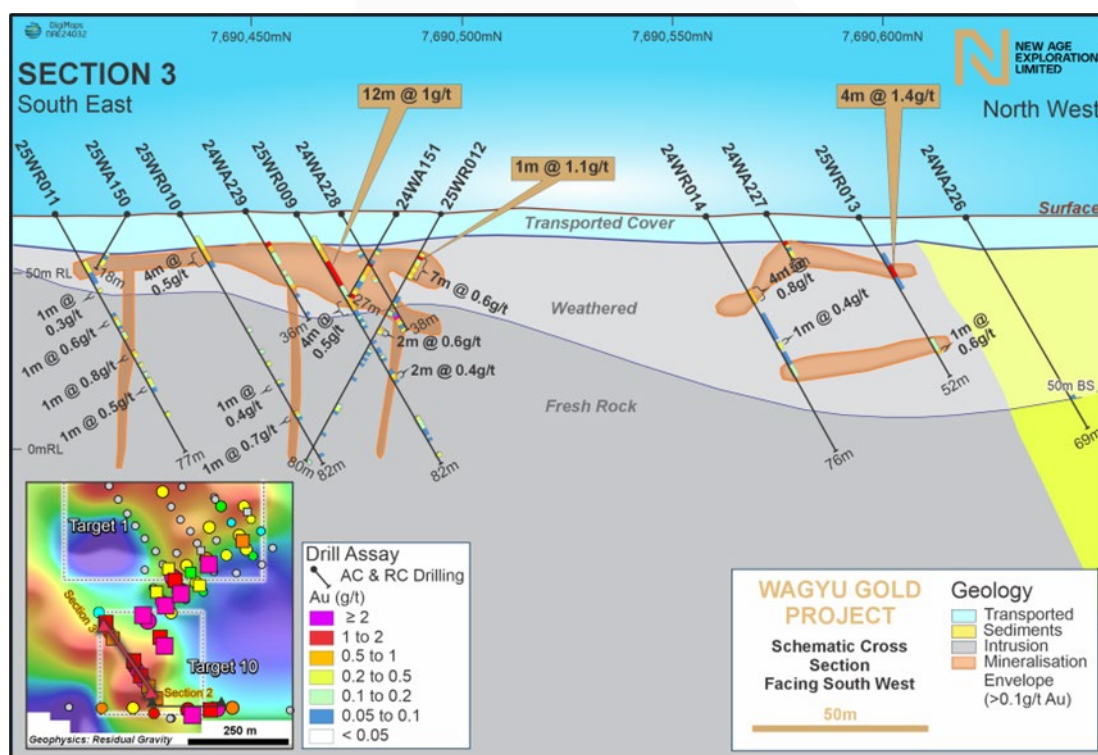 DigiMaps
NAE24032
7,690,450mN
7,690,500mN
7,690,550mN
7,690,600mN
SECTION 3
South East
NEW AGE
EXPLORATION
LIMITED
North West
12m @ 1g/t
1m @ 1.1g/t
4m @ 1.4g/t
25WR011
25WA150
25WR010
24WA229
25WR009
24WA228
24WA151
25WR012
24WR014
24WA227
25WR013
24WA226
Surface
Transported Cover
50m RL
18m
4m @
0.5g/t
36m
4m @
0.5g/t
27m
7m @ 0.6g/t
38m
2m @ 0.6g/t
2m @ 0.4g/t
Weathered
4m @
0.8g/t
1m @ 0.4g/t
1m @
0.6g/t
52m
1m @
0.3g/t
1m @ 0.6g/t
1m @ 0.8g/t
1m @ 0.5g/t
1m @
0.4g/t
1m @ 0.7g/t
Fresh Rock
50m BS
0mRL
77m
80m
82m
82m
76m
69m
Target 1
Section 3
Target 10
Section 2
Geophysics: Residual Gravity
250 m
Drill Assay
AC & RC Drilling
Au (g/t)
≥ 2
1 to 2
0.5 to 1
0.2 to 0.5
0.1 to 0.2
0.05 to 0.1
< 0.05
WAGYU GOLD
PROJECT
Schematic Cross
Section
Facing South West
50m
Geology
Transported
Sediments
Intrusion
Mineralisation
Envelope
(>0.1g/t Au)